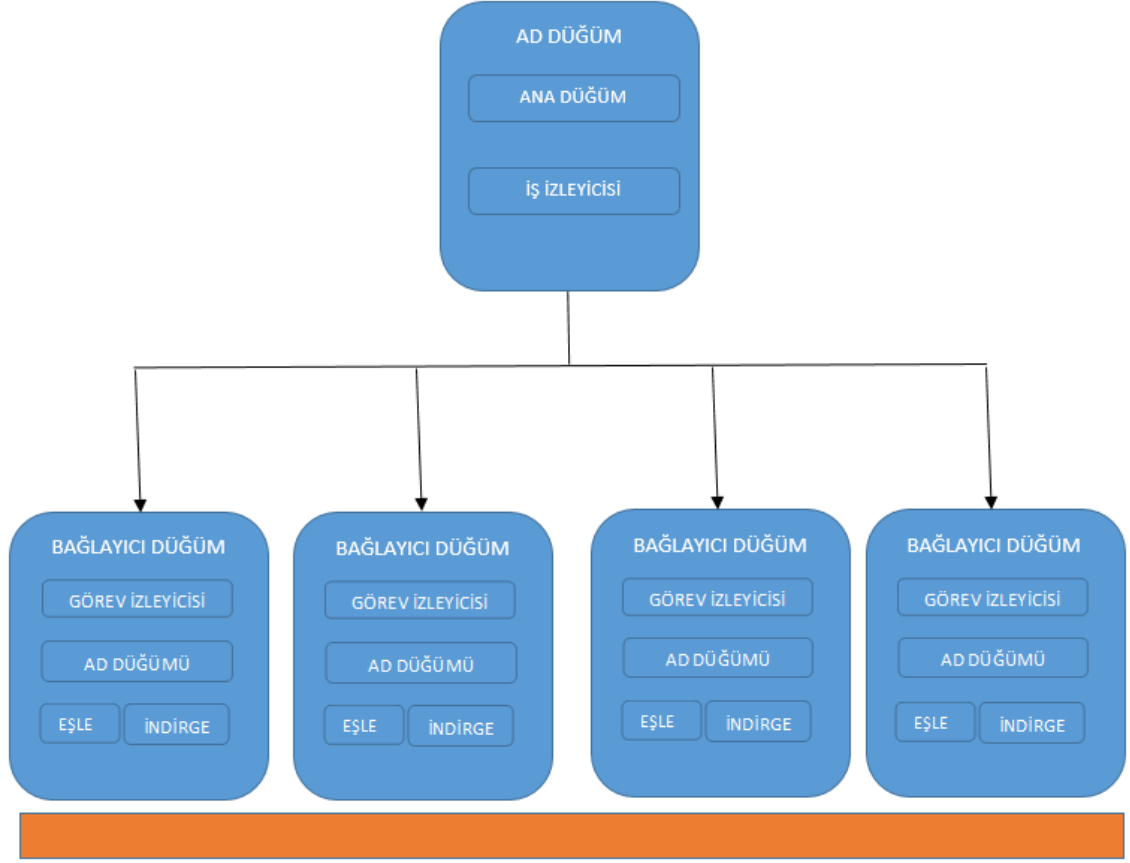 AD DÜĞÜM
ANA DÜĞÜM
İŞ İZLEYİCİSİ
BAĞLAYICI DÜĞÜM
GÖREV İZLEYİCİSİ
AD DÜĞÜMÜ
EŞLE
İNDİRGE
BAĞLAYICI DÜĞÜM
GÖREV İZLEYİCİSİ
AD DÜĞÜMÜ
EŞLE
İNDİRGE
BAĞLAYICI DÜĞÜM
GÖREV İZLEYİCİSİ
AD DÜĞÜMÜ
EŞLE
İNDİRGE
BAĞLAYICI DÜĞÜM
GÖREV İZLEYİCİSİ
AD DÜĞÜMÜ
EŞLE
İNDİRGE